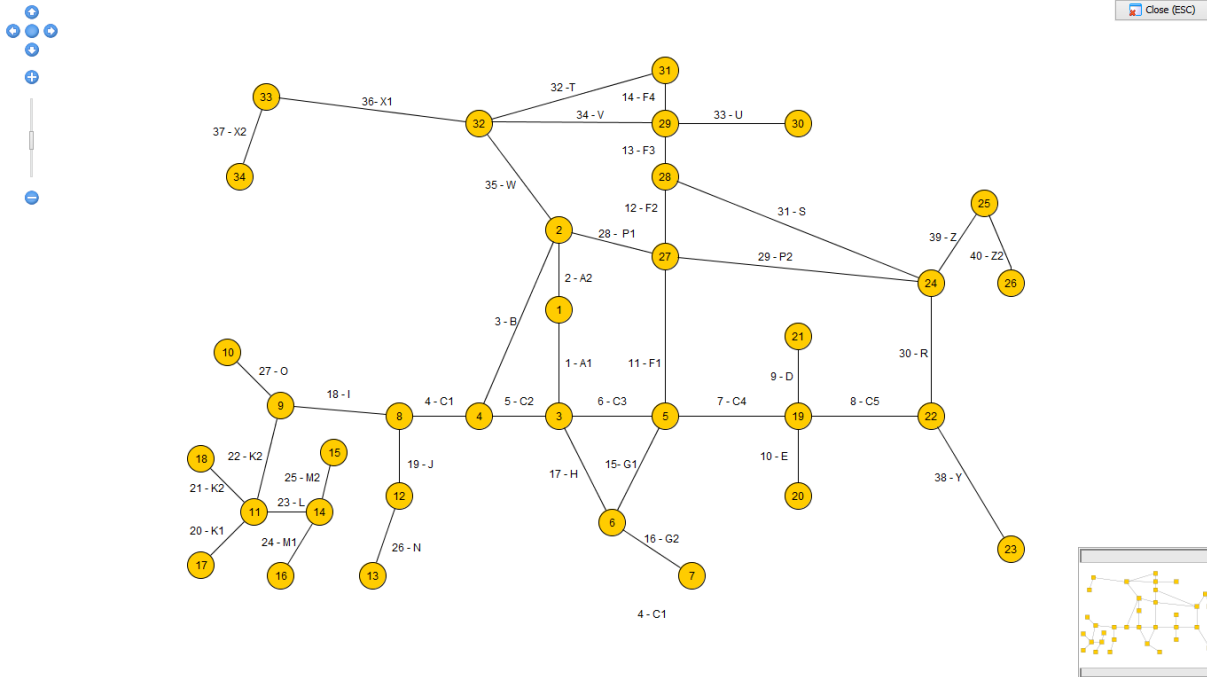 Close (ESC)
31
32 -T
14 - F4
33
36- X1
34 - V
33 - U
32
29
30
37 - X2
13 - F3
34
28
35 - W
12 - F2
31 - S
25
2
28 -  P1
39 - Z
27
29 - P2
40 - Z2
2 - A2
24
26
1
3 - B
21
10
1 - A1
11 - F1
30 - R
27 - O
9 - D
18 - I
9
4 - C1
5 - C2
6 - C3
7 - C4
8 - C5
8
4
3
5
19
22
15
22 - K2
10 - E
18
19 - J
15- G1
17 - H
25 - M2
38 - Y
21 - K2
12
20
23 - L
11
14
6
20 - K1
16 - G2
24 - M1
26 - N
23
17
16
13
7
4 - C1